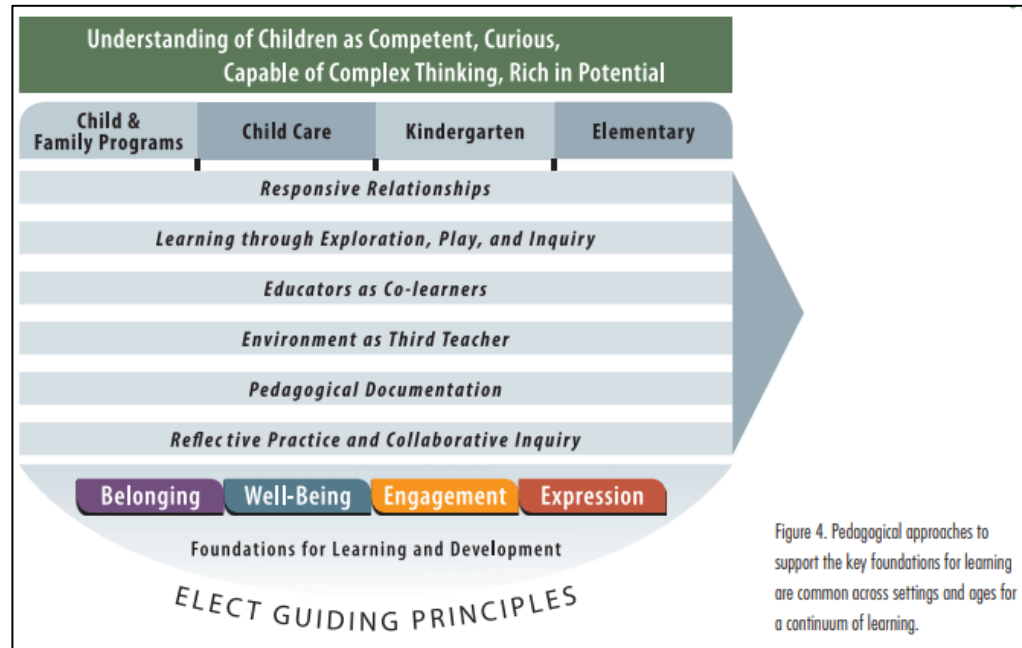 Understanding of Children as Competent, Curious,
Capable of Complex Thinking, Rich in Potential
Child &
Family Programs
Child Care
Kindergarten
Elementary
Responsive Relationships
Learning through Exploration, Play, and Inquiry
Educators as Co-learners
Environment as Third Teacher
Pedagogical Documentation
Reflective Practice and Collaborative Inquiry
Belonging
Well-Being
Engagement
Expression
Foundations for Learning and Development
ELECT GUIDING PRINCIPLES
Figure 4. Pedagogical approaches to
support the key foundations for learning
are common across settings and ages for
a continuum of learning.